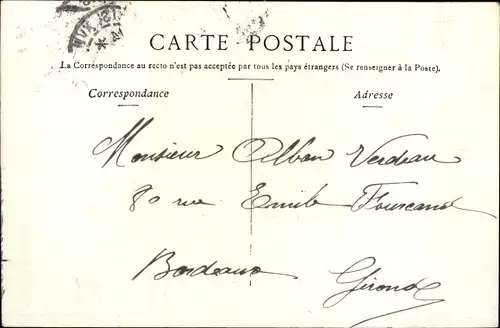 CARTE POSTALE
La Correspondance au recto n'est pas acceptée par tous les pays étrangers (Se renseigner à la Poste).
Correspondance Adresse
Monsieur Alban Verdeau
80 rue Emile Fourcand
Bordeaux Gironde